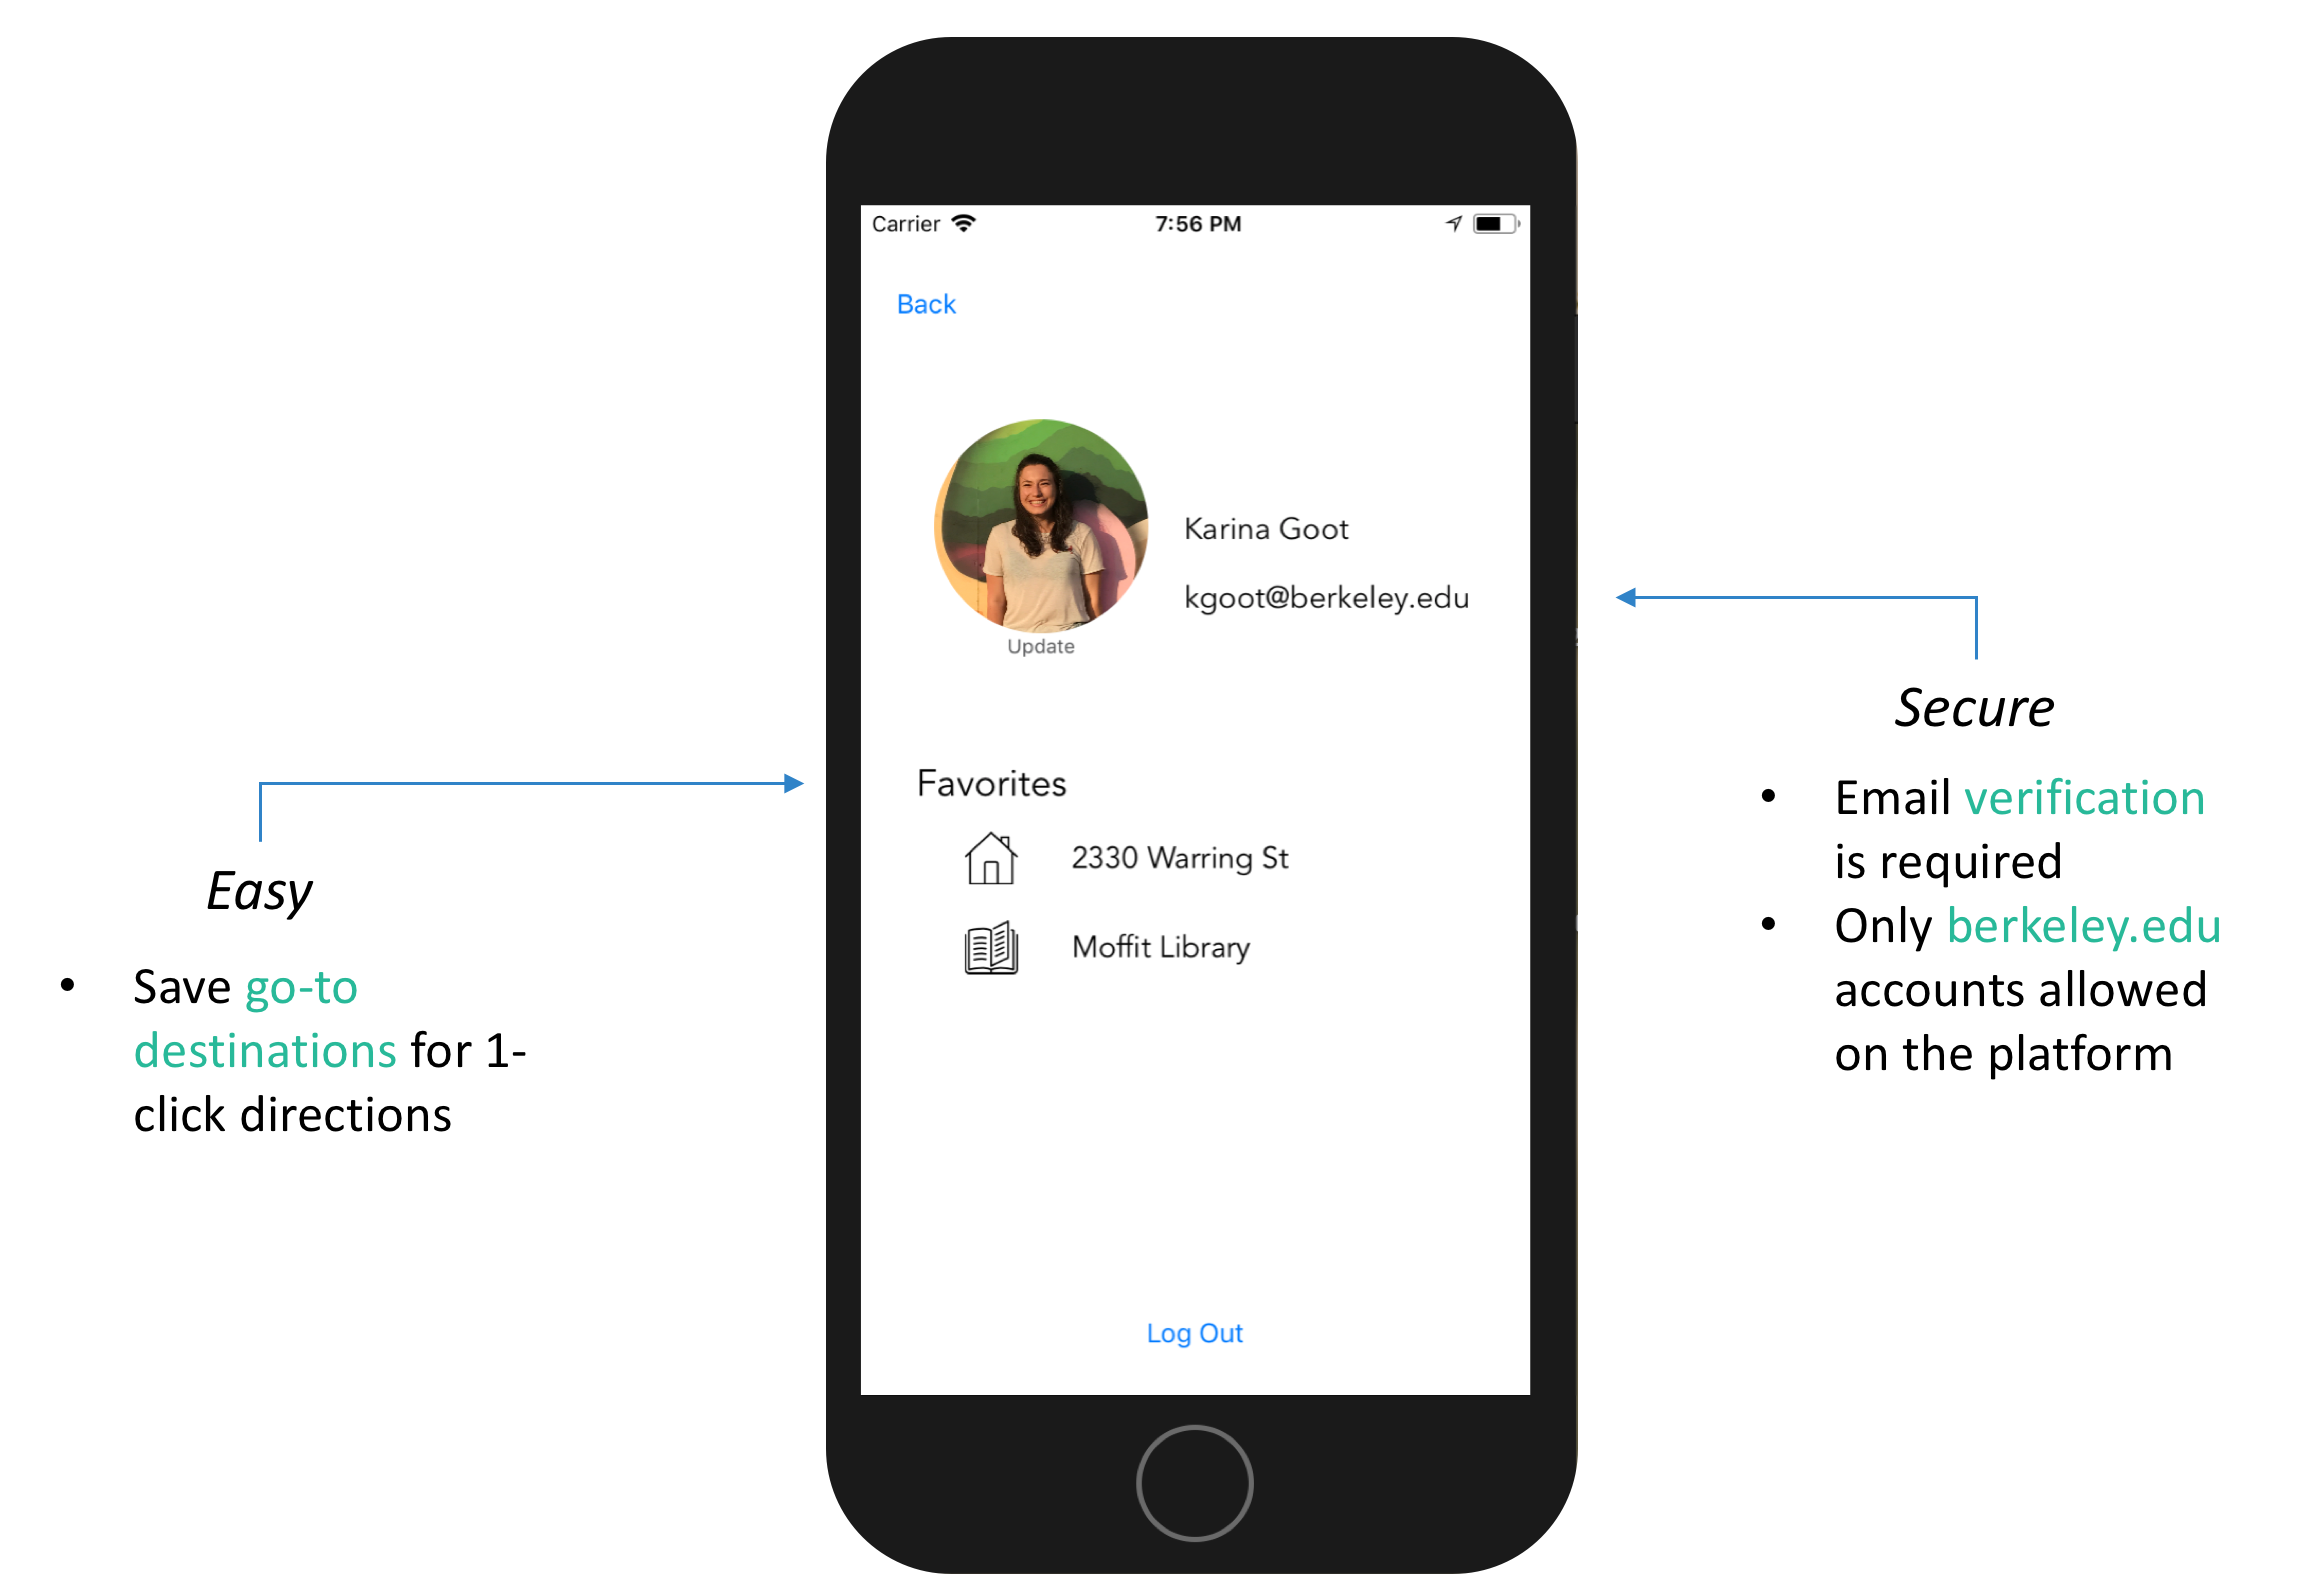 Carrier 7:56 PM
Back
Karina Goot
kgoot@berkeley.edu
Update
Favorites
2330 Warring St
Moffit Library
Log Out
Easy
• Save go-to
destinations for 1-
click directions
Secure
• Email verification
is required
• Only berkeley.edu
accounts allowed
on the platform